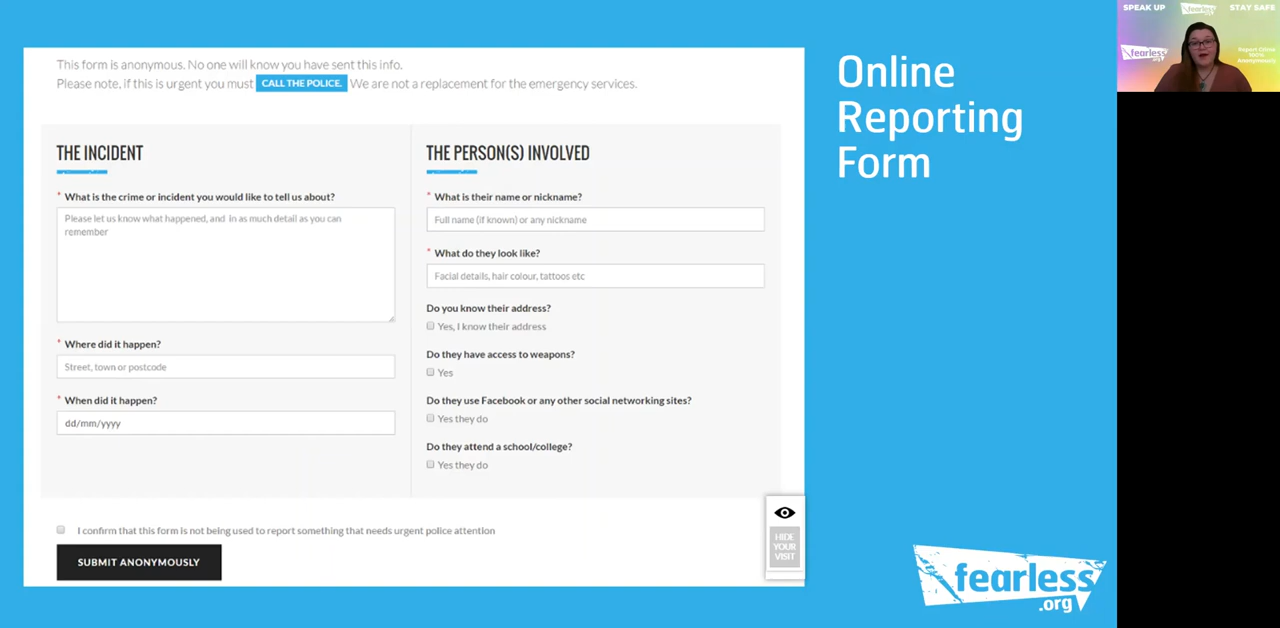 This form is anonymous. No one will know you have sent this info.
Please note, if this is urgent you must CALL THE POLICE. We are not a replacement for the emergency services.
THE INCIDENT
* What is the crime or incident you would like to tell us about?
Please let us know what happened, and in as much detail as you can
remember
* Where did it happen?
Street, town or postcode
* When did it happen?
dd/mm/yyyy
THE PERSON(S) INVOLVED
* What is their name or nickname?
Full name (if known) or any nickname
* What do they look like?
Facial details, hair colour, tattoos etc
Do you know their address?
Yes, I know their address
Do they have access to weapons?
Yes
Do they use Facebook or any other social networking sites?
Yes they do
Do they attend a school/college?
Yes they do
I confirm that this form is not being used to report something that needs urgent police attention
SUBMIT ANONYMOUSLY
HIDE
YOUR
VISIT
Online
Reporting
Form
fearless
.org
SPEAK UP
fearless
STAY SAFE
fearless
.org
Report Crime
100%
Anonymously